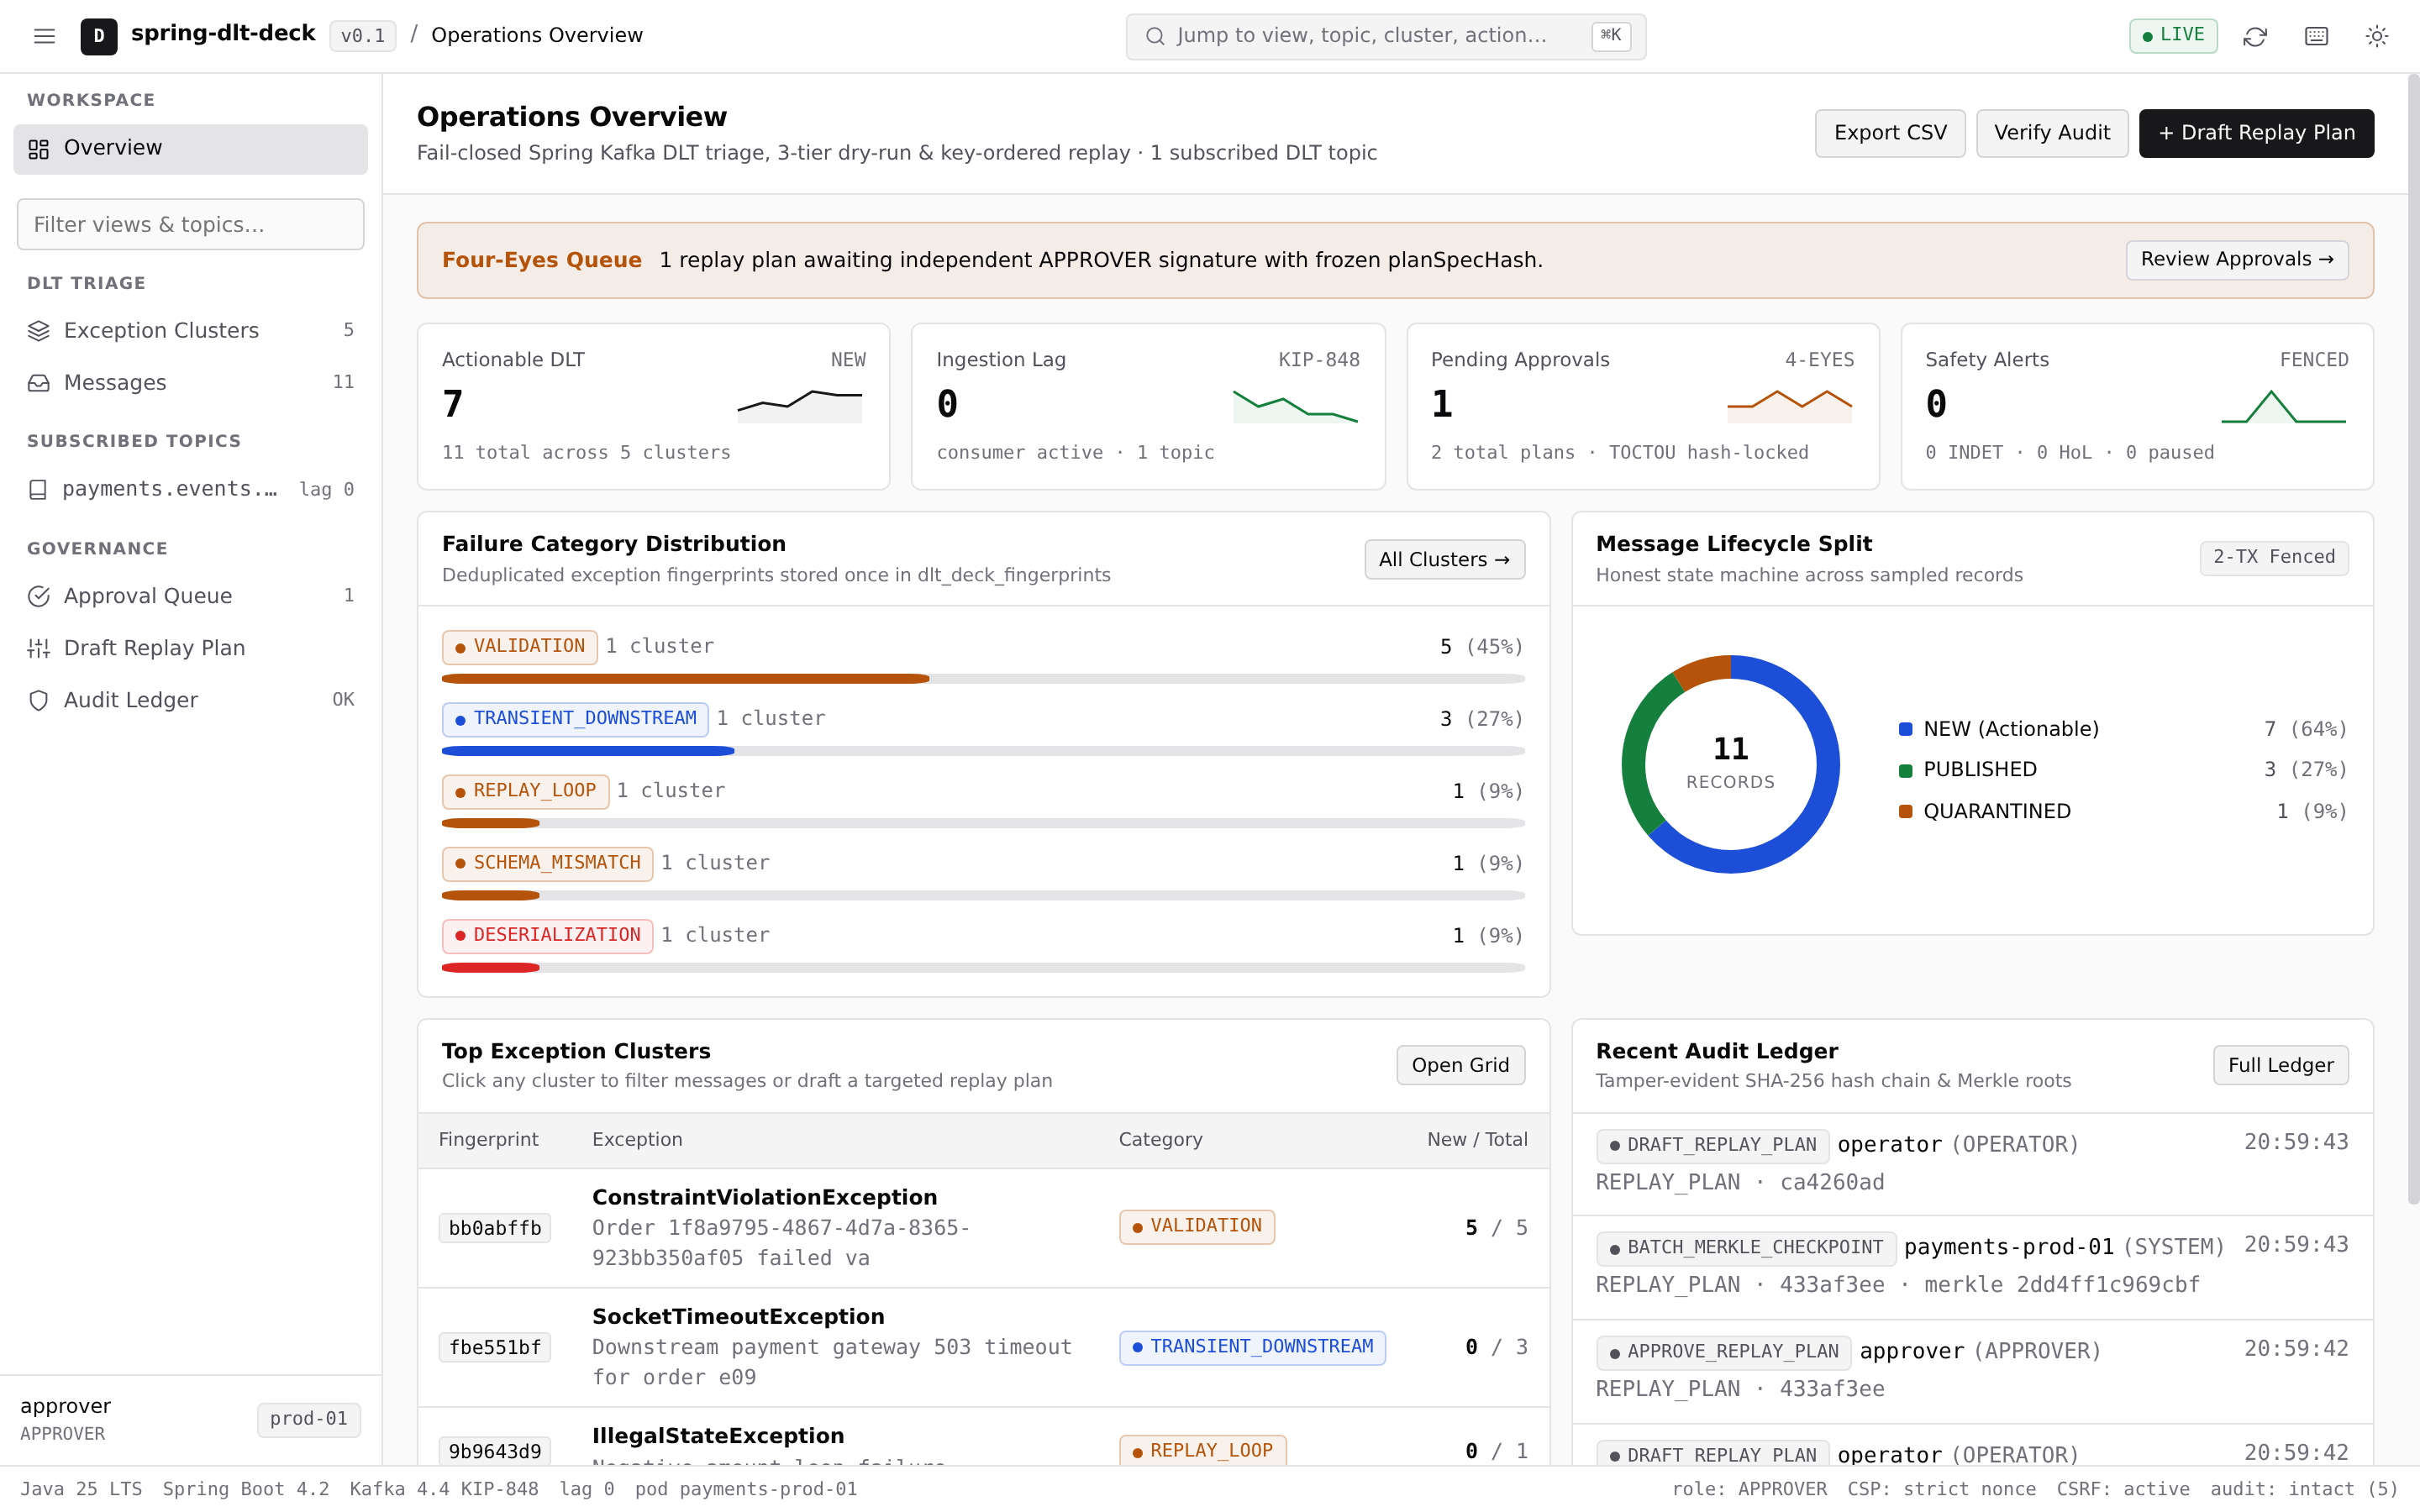 D spring-dlt-deck v0.1 / Operations Overview
Jump to view, topic, cluster, action... ⌘K
LIVE
WORKSPACE
Overview
Filter views & topics...
DLT TRIAGE
Exception Clusters 5
Messages 11
SUBSCRIBED TOPICS
payments.events.… lag 0
GOVERNANCE
Approval Queue 1
Draft Replay Plan
Audit Ledger OK
approver
APPROVER
prod-01
Operations Overview
Fail-closed Spring Kafka DLT triage, 3-tier dry-run & key-ordered replay · 1 subscribed DLT topic
Export CSV Verify Audit + Draft Replay Plan
Four-Eyes Queue 1 replay plan awaiting independent APPROVER signature with frozen planSpecHash.
Review Approvals →
Actionable DLT NEW
7
11 total across 5 clusters
Ingestion Lag KIP-848
0
consumer active · 1 topic
Pending Approvals 4-EYES
1
2 total plans · TOCTOU hash-locked
Safety Alerts FENCED
0
0 INDET · 0 HoL · 0 paused
Failure Category Distribution
Deduplicated exception fingerprints stored once in dlt_deck_fingerprints
All Clusters →
VALIDATION 1 cluster 5 (45%)
TRANSIENT_DOWNSTREAM 1 cluster 3 (27%)
REPLAY_LOOP 1 cluster 1 (9%)
SCHEMA_MISMATCH 1 cluster 1 (9%)
DESERIALIZATION 1 cluster 1 (9%)
Message Lifecycle Split
Honest state machine across sampled records
2-TX Fenced
11
RECORDS
NEW (Actionable) 7 (64%)
PUBLISHED 3 (27%)
QUARANTINED 1 (9%)
Top Exception Clusters
Click any cluster to filter messages or draft a targeted replay plan
Open Grid
Fingerprint Exception Category New / Total
bb0abffb
ConstraintViolationException
Order 1f8a9795-4867-4d7a-8365-
923bb350af05 failed va
VALIDATION
5 / 5
fbe551bf
SocketTimeoutException
Downstream payment gateway 503 timeout
for order e09
TRANSIENT_DOWNSTREAM
0 / 3
9b9643d9
IllegalStateException
Negative amount loop failure
REPLAY_LOOP
0 / 1
Recent Audit Ledger
Tamper-evident SHA-256 hash chain & Merkle roots
Full Ledger
DRAFT_REPLAY_PLAN operator (OPERATOR) 20:59:43
REPLAY_PLAN · ca4260ad
BATCH_MERKLE_CHECKPOINT payments-prod-01 (SYSTEM) 20:59:43
REPLAY_PLAN · 433af3ee · merkle 2dd4ff1c969cbf
APPROVE_REPLAY_PLAN approver (APPROVER) 20:59:42
REPLAY_PLAN · 433af3ee
DRAFT_REPLAY_PLAN operator (OPERATOR) 20:59:42
Java 25 LTS Spring Boot 4.2 Kafka 4.4 KIP-848 lag 0 pod payments-prod-01
role: APPROVER CSP: strict nonce CSRF: active audit: intact (5)